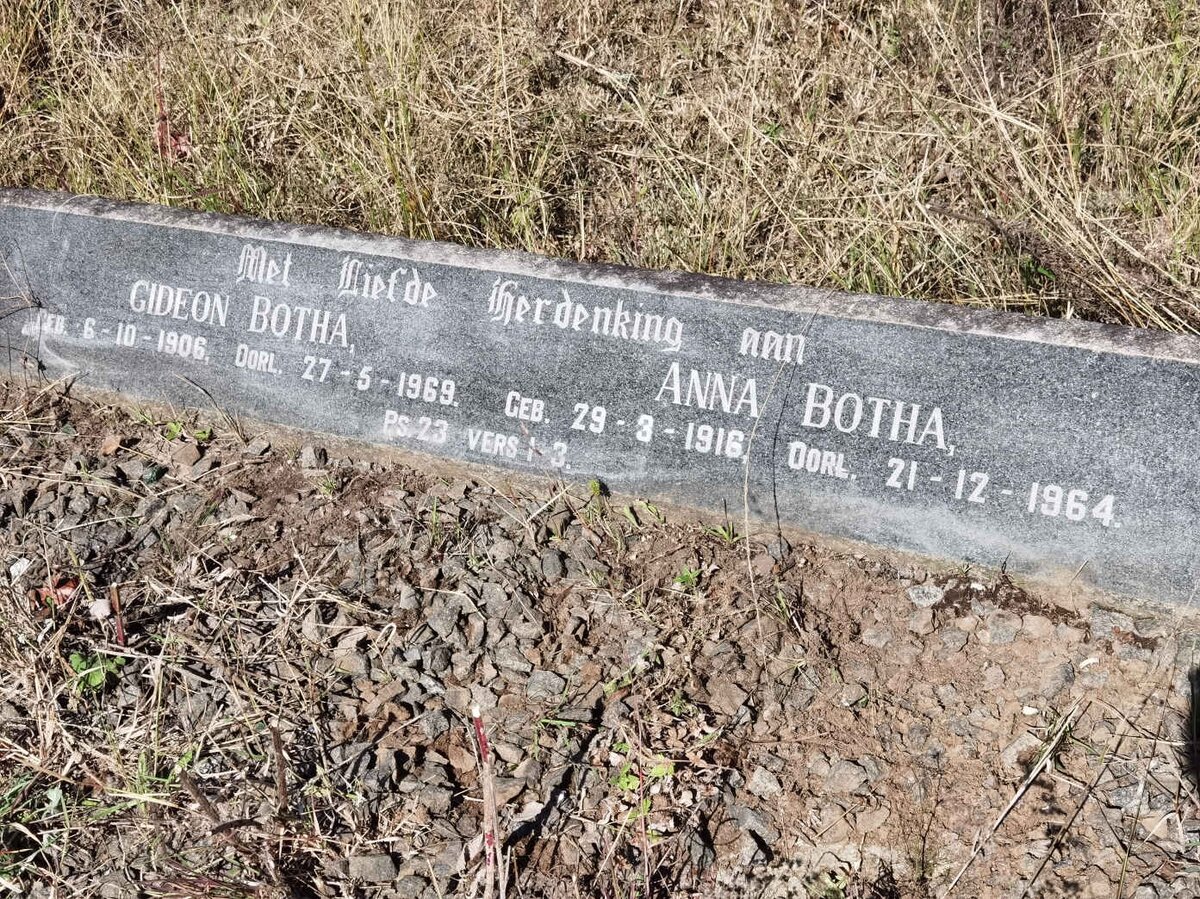 Met Liefde Herdenking aan
GIDEON BOTHA,
GEB. 6-10-1906. OORL. 27-5-1969.
ANNA BOTHA,
GEB. 29-3-1916. OORL. 21-12-1964.
PS. 23 VERS 1-3.